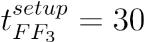 $t_{FF_3}^{setup} = 30$